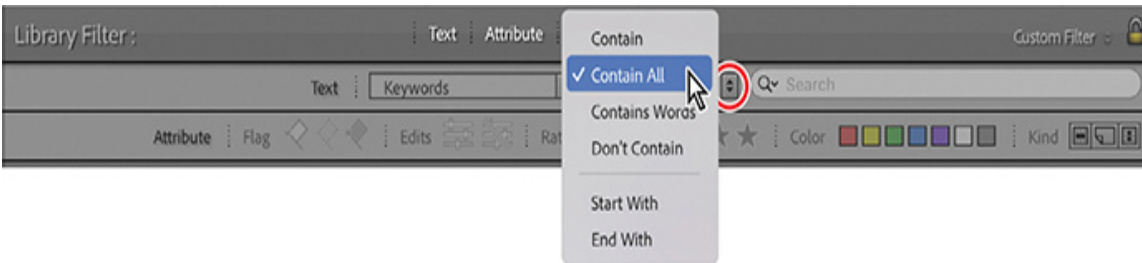 Library Filter : Text Attribute Custom Filter
Contain
✓ Contain All
Text Keywords Search
Contains Words
Attribute Flag Edits Color Kind
Don't Contain
Start With
End With